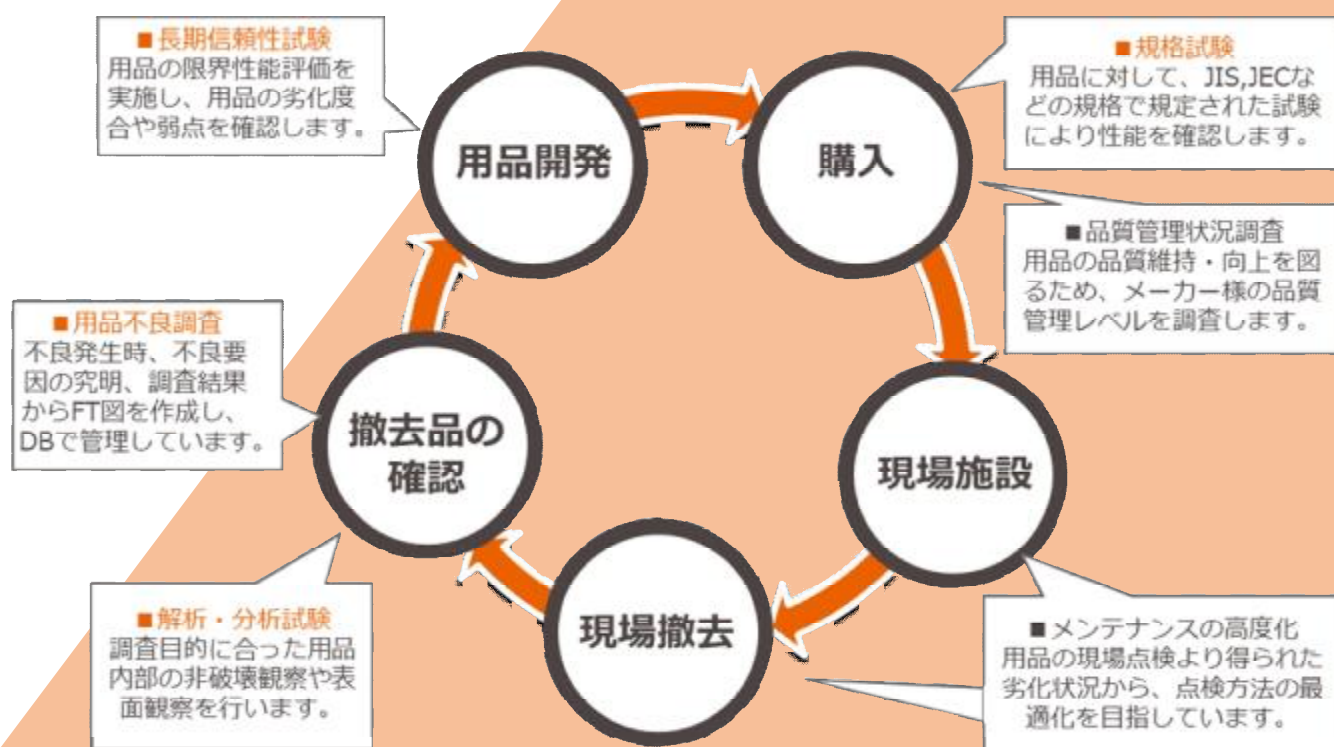 ■長期信頼性試験
用品の限界性能評価を
実施し、用品の劣化度
合や弱点を確認します。
■規格試験
用品に対して、JIS,JECな
どの規格で規定された試験
により性能を確認します。
用品開発
購入
■品質管理状況調査
用品の品質維持・向上を図
るため、メーカー様の品質
管理レベルを調査します。
■用品不良調査
不良発生時、不良要
因の究明、調査結果
からFT図を作成し、
DBで管理しています。
撤去品の
確認
現場施設
現場撤去
■解析・分析試験
調査目的に合った用品
内部の非破壊観察や表
面観察を行います。
■メンテナンスの高度化
用品の現場点検より得られた
劣化状況から、点検方法の最
適化を目指しています。